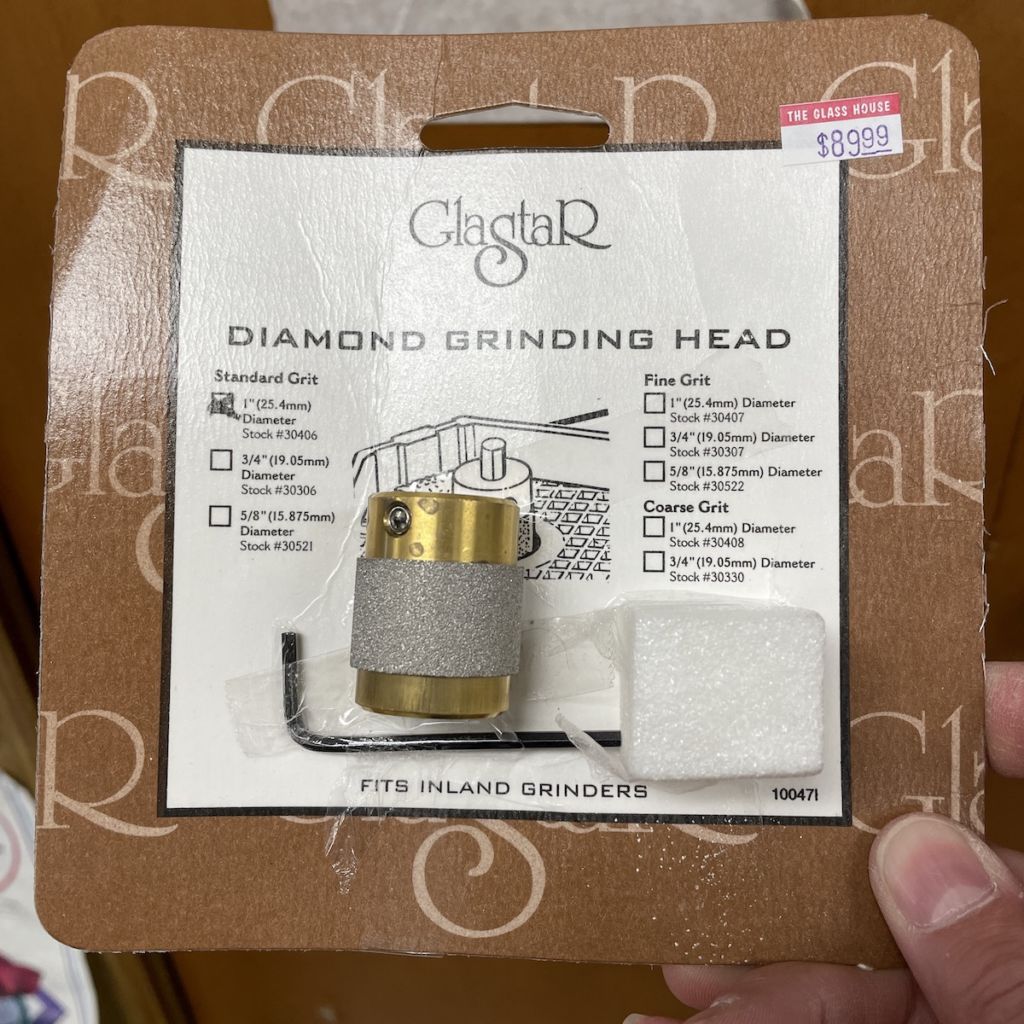 THE GLASS HOUSE
$89.99
GlaStaR
DIAMOND GRINDING HEAD
Standard Grit
1" (25.4mm)
Diameter
Stock #30406
3/4" (19.05mm)
Diameter
Stock #30306
5/8" (15.875mm)
Diameter
Stock #30521
Fine Grit
1" (25.4mm) Diameter
Stock #30407
3/4" (19.05mm) Diameter
Stock #30307
5/8" (15.875mm) Diameter
Stock #30522
Coarse Grit
1" (25.4mm) Diameter
Stock #30408
3/4" (19.05mm) Diameter
Stock #30330
FITS INLAND GRINDERS
10047I
GlaStaR